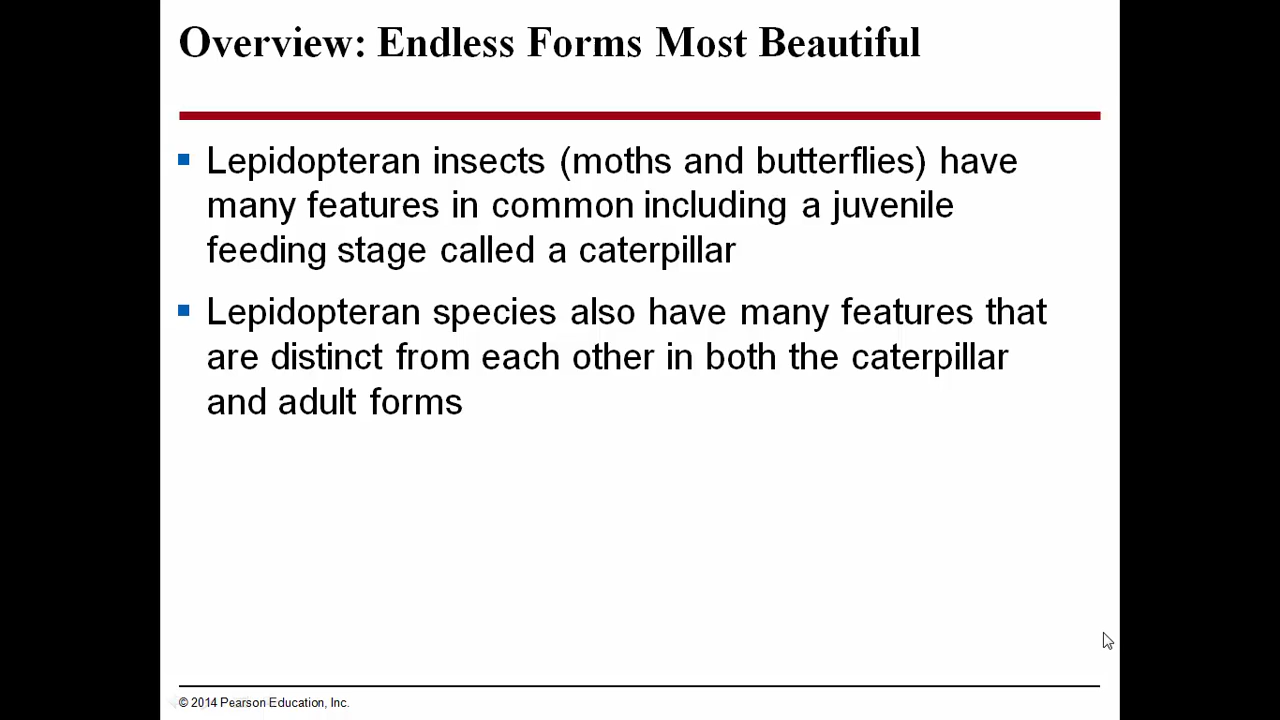 Overview: Endless Forms Most Beautiful
Lepidopteran insects (moths and butterflies) have
many features in common including a juvenile
feeding stage called a caterpillar
Lepidopteran species also have many features that
are distinct from each other in both the caterpillar
and adult forms
© 2014 Pearson Education, Inc.